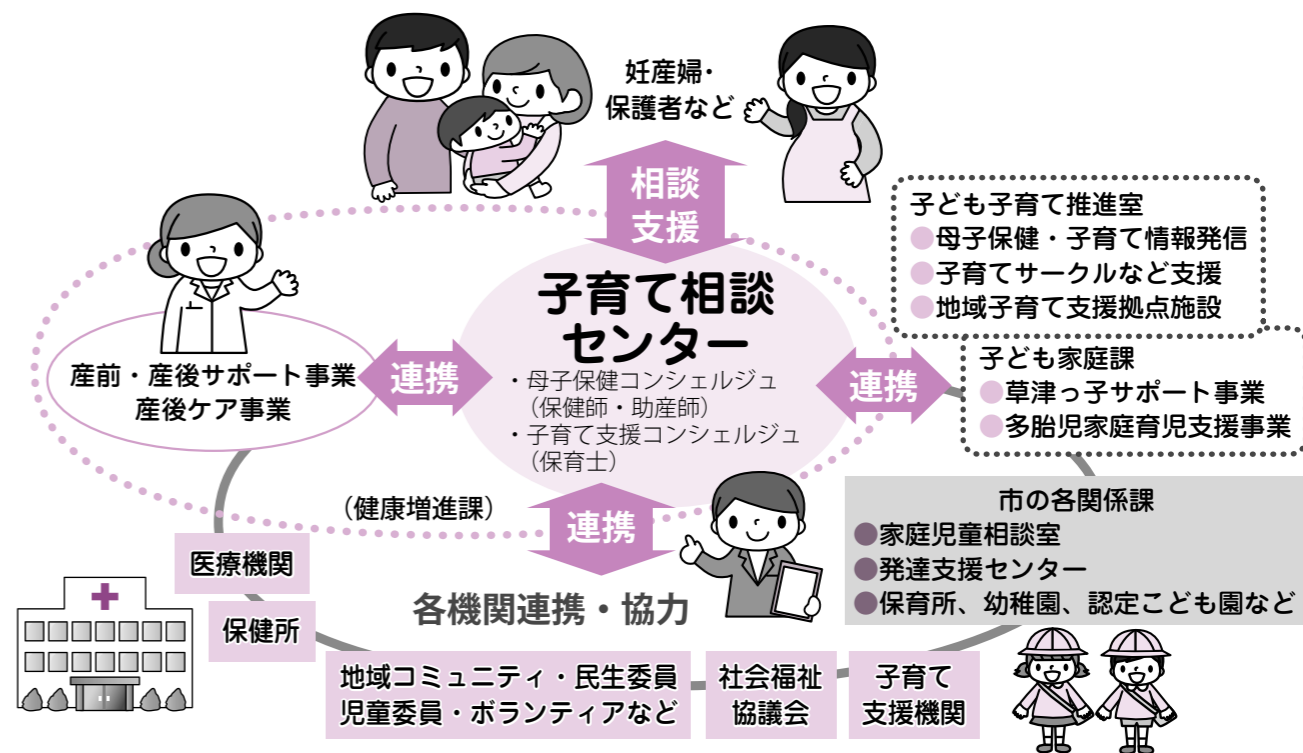 妊産婦・
保護者など
相談
支援
子育て相談
センター
・母子保健コンシェルジュ
（保健師・助産師）
・子育て支援コンシェルジュ
（保育士）
産前・産後サポート事業
産後ケア事業
連携
連携
子ども子育て推進室
●母子保健・子育て情報発信
●子育てサークルなど支援
●地域子育て支援拠点施設
子ども家庭課
●草津っ子サポート事業
●多胎児家庭育児支援事業
（健康増進課）
連携
市の各関係課
●家庭児童相談室
●発達支援センター
●保育所、幼稚園、認定こども園など
各機関連携・協力
医療機関
保健所
地域コミュニティ・民生委員
児童委員・ボランティアなど
社会福祉
協議会
子育て
支援機関